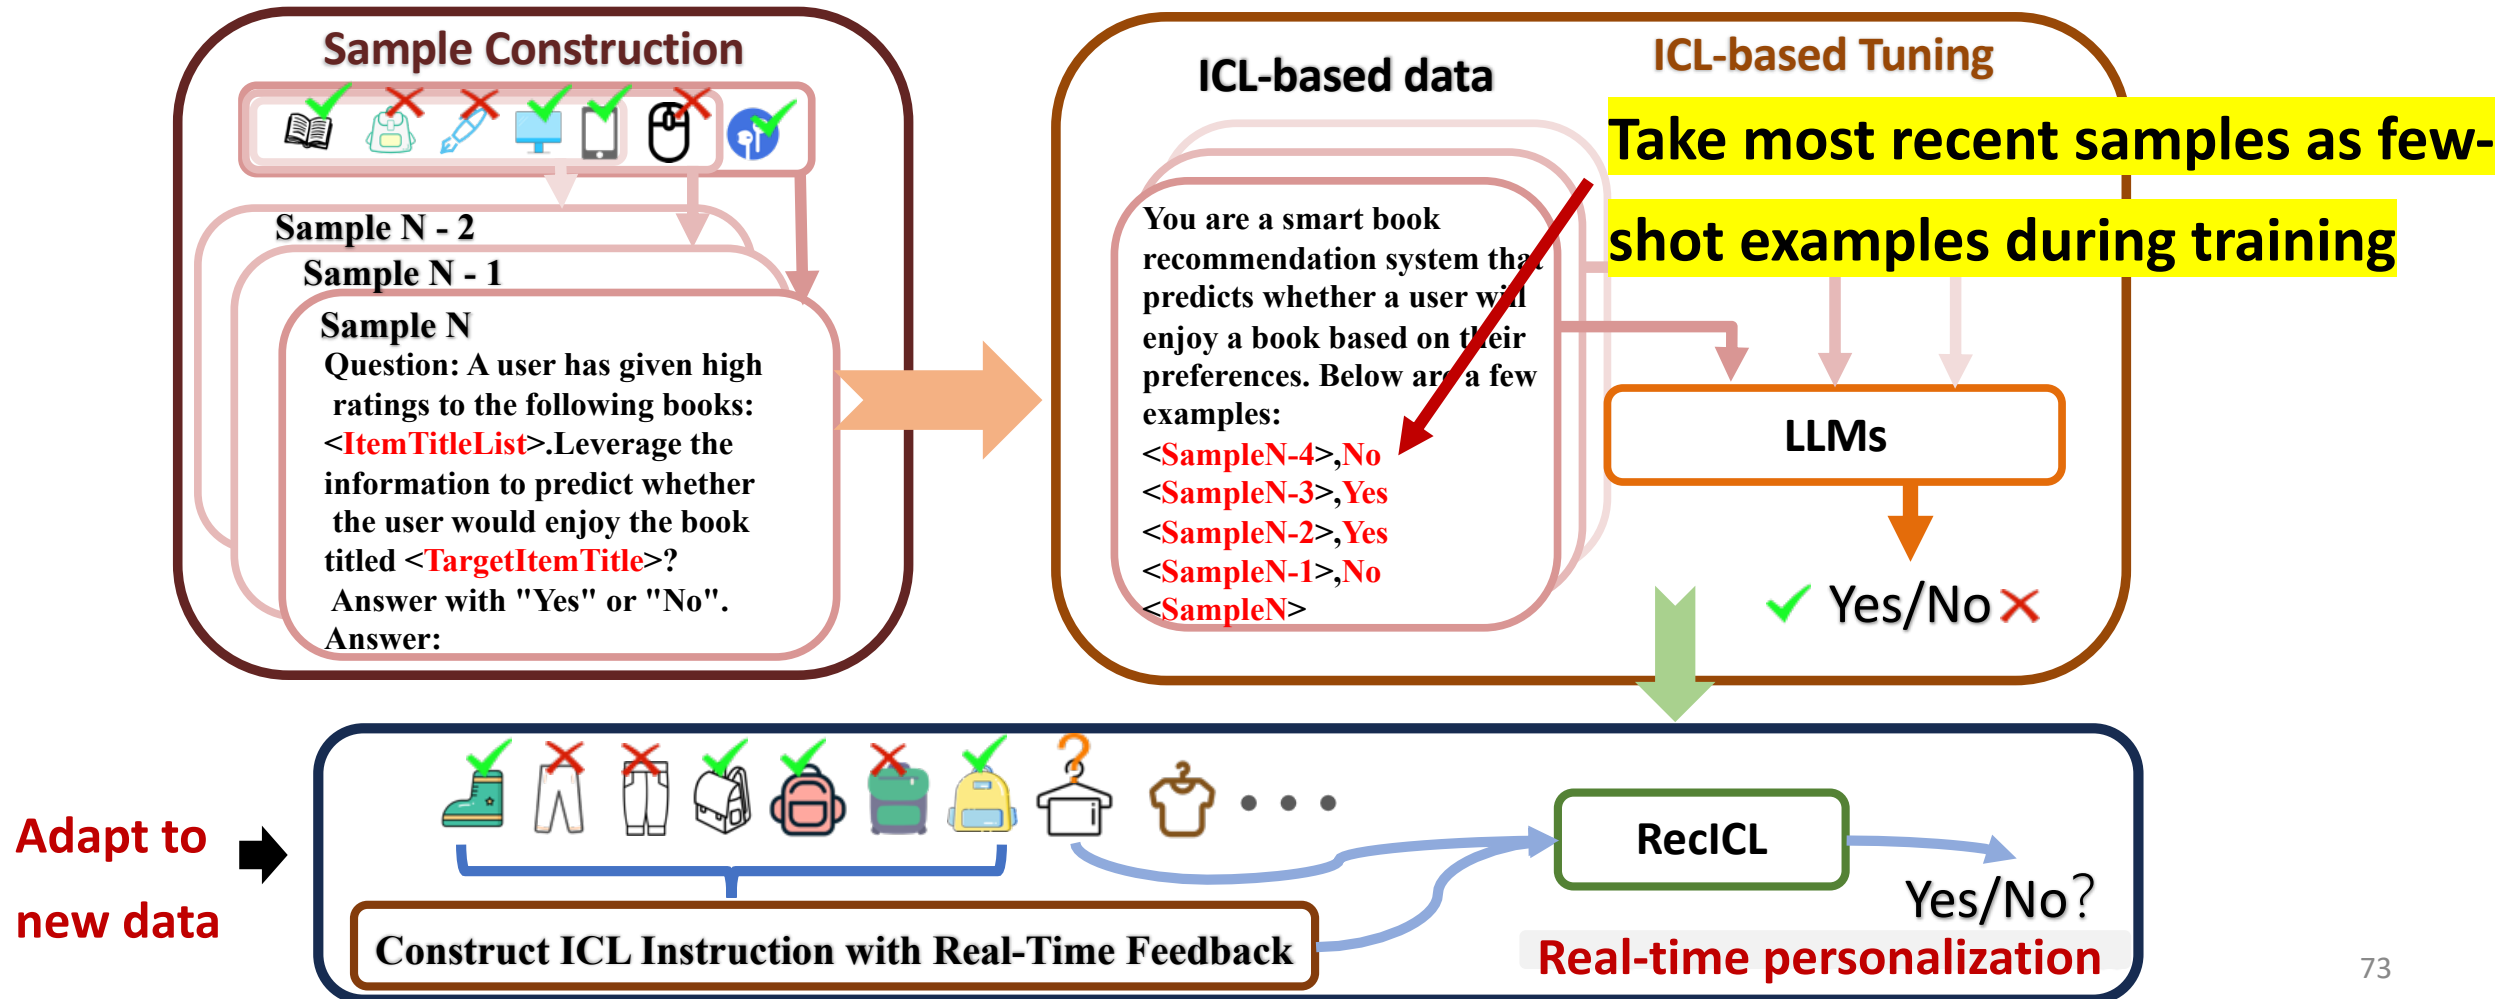 Sample Construction
Sample N - 2
Sample N - 1
Sample N
Question: A user has given high
ratings to the following books:
<ItemTitleList>.Leverage the
information to predict whether
the user would enjoy the book
titled <TargetItemTitle>?
Answer with "Yes" or "No".
Answer:
ICL-based data
ICL-based Tuning
Take most recent samples as few-
shot examples during training
You are a smart book
recommendation system that
predicts whether a user will
enjoy a book based on their
preferences. Below are a few
examples:
<SampleN-4>,No
<SampleN-3>,Yes
<SampleN-2>,Yes
<SampleN-1>,No
<SampleN>
LLMs
Yes/No
Adapt to
new data
?
Construct ICL Instruction with Real-Time Feedback
RecICL
Yes/No?
Real-time personalization
73